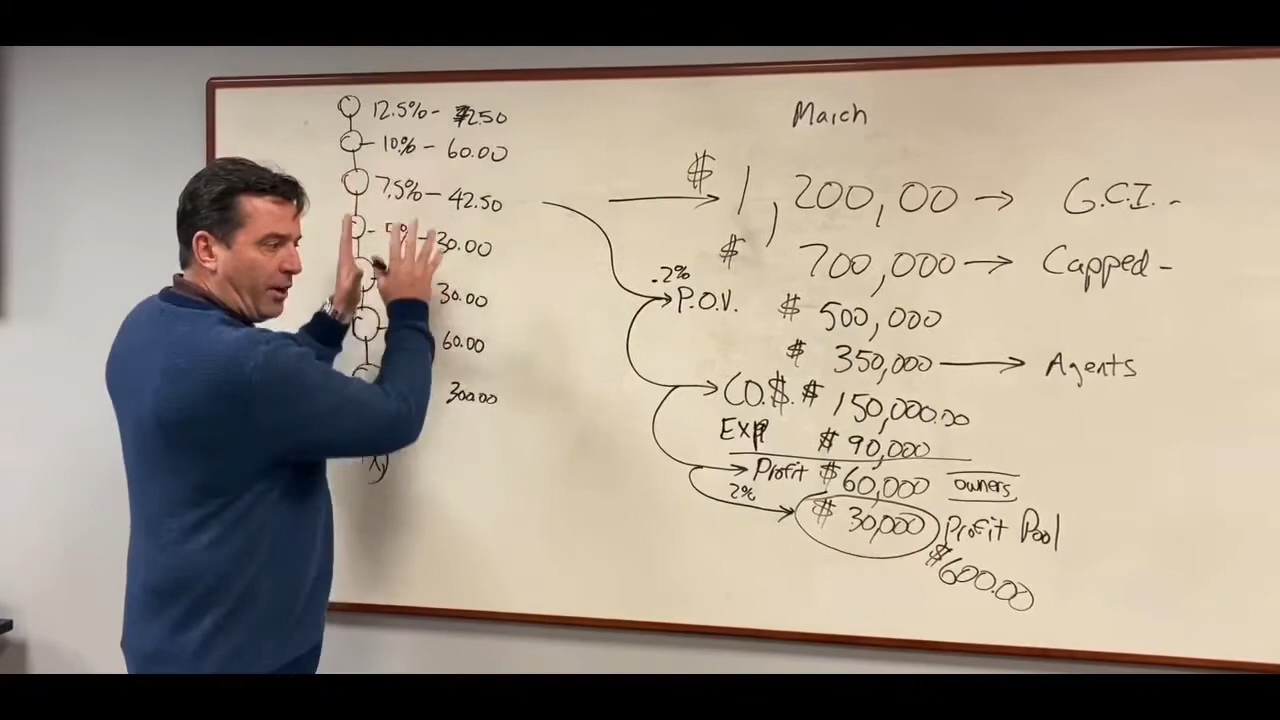 12.5% - 72.50
10% - 60.00
7.5% - 42.50
30.00
30.00
60.00
300.00
March
$ 1,200,00 → G.C.I. -
$ 700,000 → Capped -
.2%
P.O.V. $ 500,000
$ 350,000 → Agents
CO.$. $ 150,000.00
Exp $ 90,000
Profit $ 60,000 owners
2%
$ 30,000 Profit Pool
$600.00